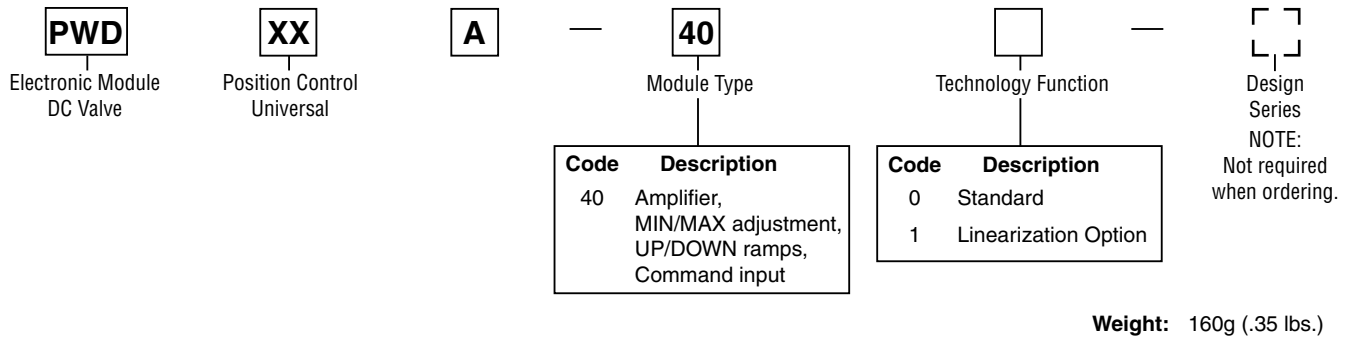 PWD XX A — 40 —
Electronic Module
DC Valve
Position Control
Universal
Module Type
Technology Function
Design
Series
NOTE:
Not required
when ordering.
Code Description
40 Amplifier,
MIN/MAX adjustment,
UP/DOWN ramps,
Command input
Code Description
0 Standard
1 Linearization Option
Weight: 160g (.35 lbs.)